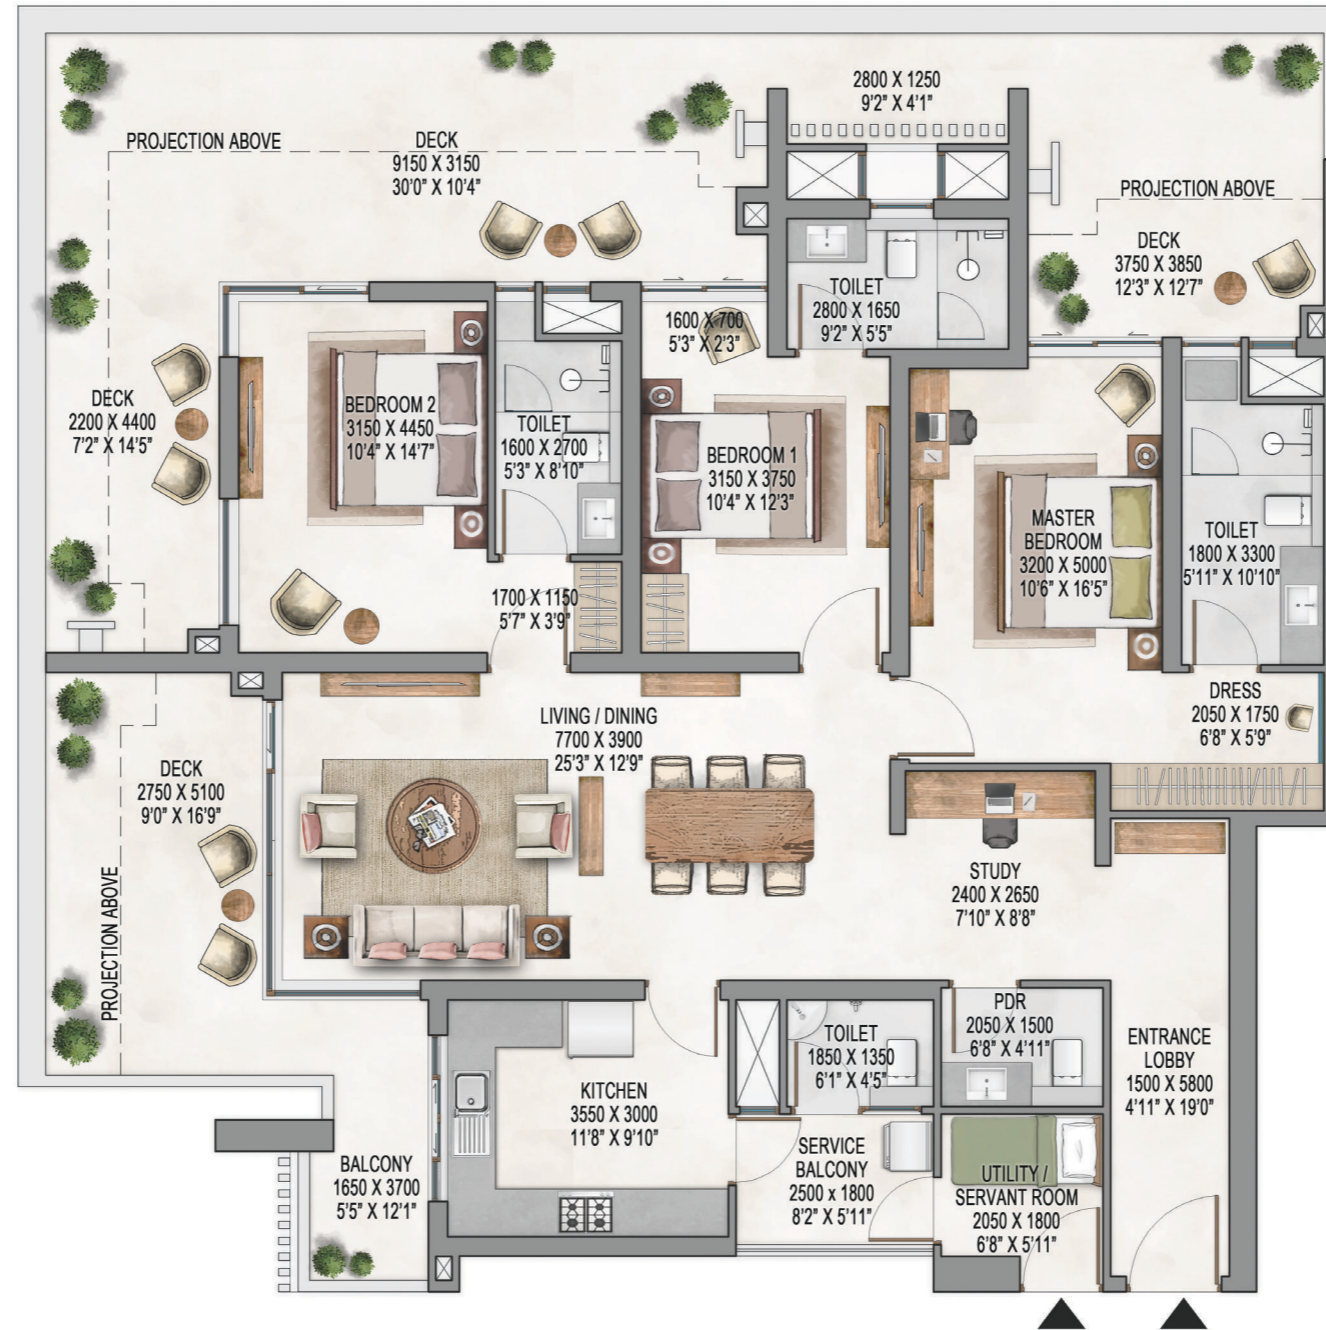 2800 X 1250
9'2" X 4'1"
PROJECTION ABOVE
DECK
9150 X 3150
30'0" X 10'4"
PROJECTION ABOVE
DECK
3750 X 3850
12'3" X 12'7"
TOILET
2800 X 1650
9'2" X 5'5"
1600 X 700
5'3" X 2'3"
DECK
2200 X 4400
7'2" X 14'5"
BEDROOM 2
3150 X 4450
10'4" X 14'7"
TOILET
1600 X 2700
5'3" X 8'10"
BEDROOM 1
3150 X 3750
10'4" X 12'3"
MASTER
BEDROOM
3200 X 5000
10'6" X 16'5"
TOILET
1800 X 3300
5'11" X 10'10"
1700 X 1150
5'7" X 3'9"
DRESS
2050 X 1750
6'8" X 5'9"
LIVING / DINING
7700 X 3900
25'3" X 12'9"
DECK
2750 X 5100
9'0" X 16'9"
PROJECTION ABOVE
STUDY
2400 X 2650
7'10" X 8'8"
PDR
2050 X 1500
6'8" X 4'11"
TOILET
1850 X 1350
6'1" X 4'5"
ENTRANCE
LOBBY
1500 X 5800
4'11" X 19'0"
KITCHEN
3550 X 3000
11'8" X 9'10"
SERVICE
BALCONY
2500 x 1800
8'2" X 5'11"
BALCONY
1650 X 3700
5'5" X 12'1"
UTILITY /
SERVANT ROOM
2050 X 1800
6'8" X 5'11"